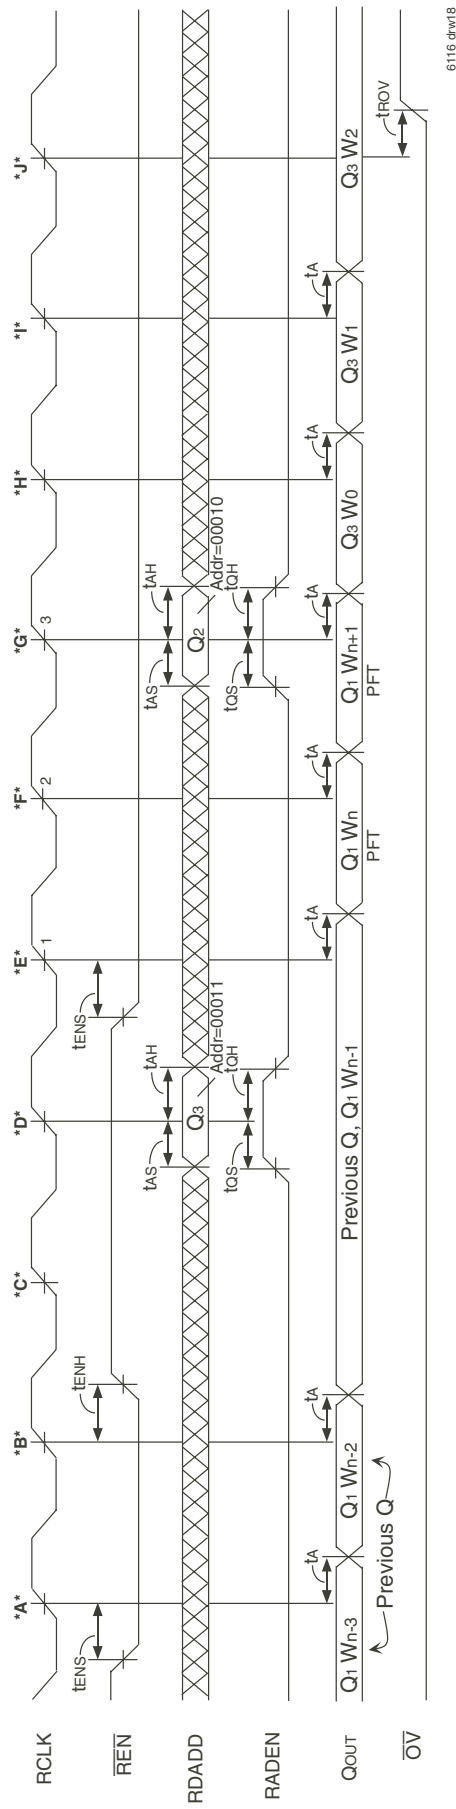 *A* *B* *C* *D* *E* *F* *G* *H* *I* *J*
RCLK 1 2 3
tENS tENH tENS
REN
tAS tAH tAS tAH
RDADD Q3 Q2
Addr=00011 Addr=00010
tQS tQH tQS tQH
RADEN
tA tA tA tA tA tA tA
QOUT Q1 Wn-3 Q1 Wn-2 Previous Q, Q1 Wn-1 Q1 Wn Q1 Wn+1 Q3 W0 Q3 W1 Q3 W2
PFT PFT
Previous Q
tROV
OV
6116 drw18